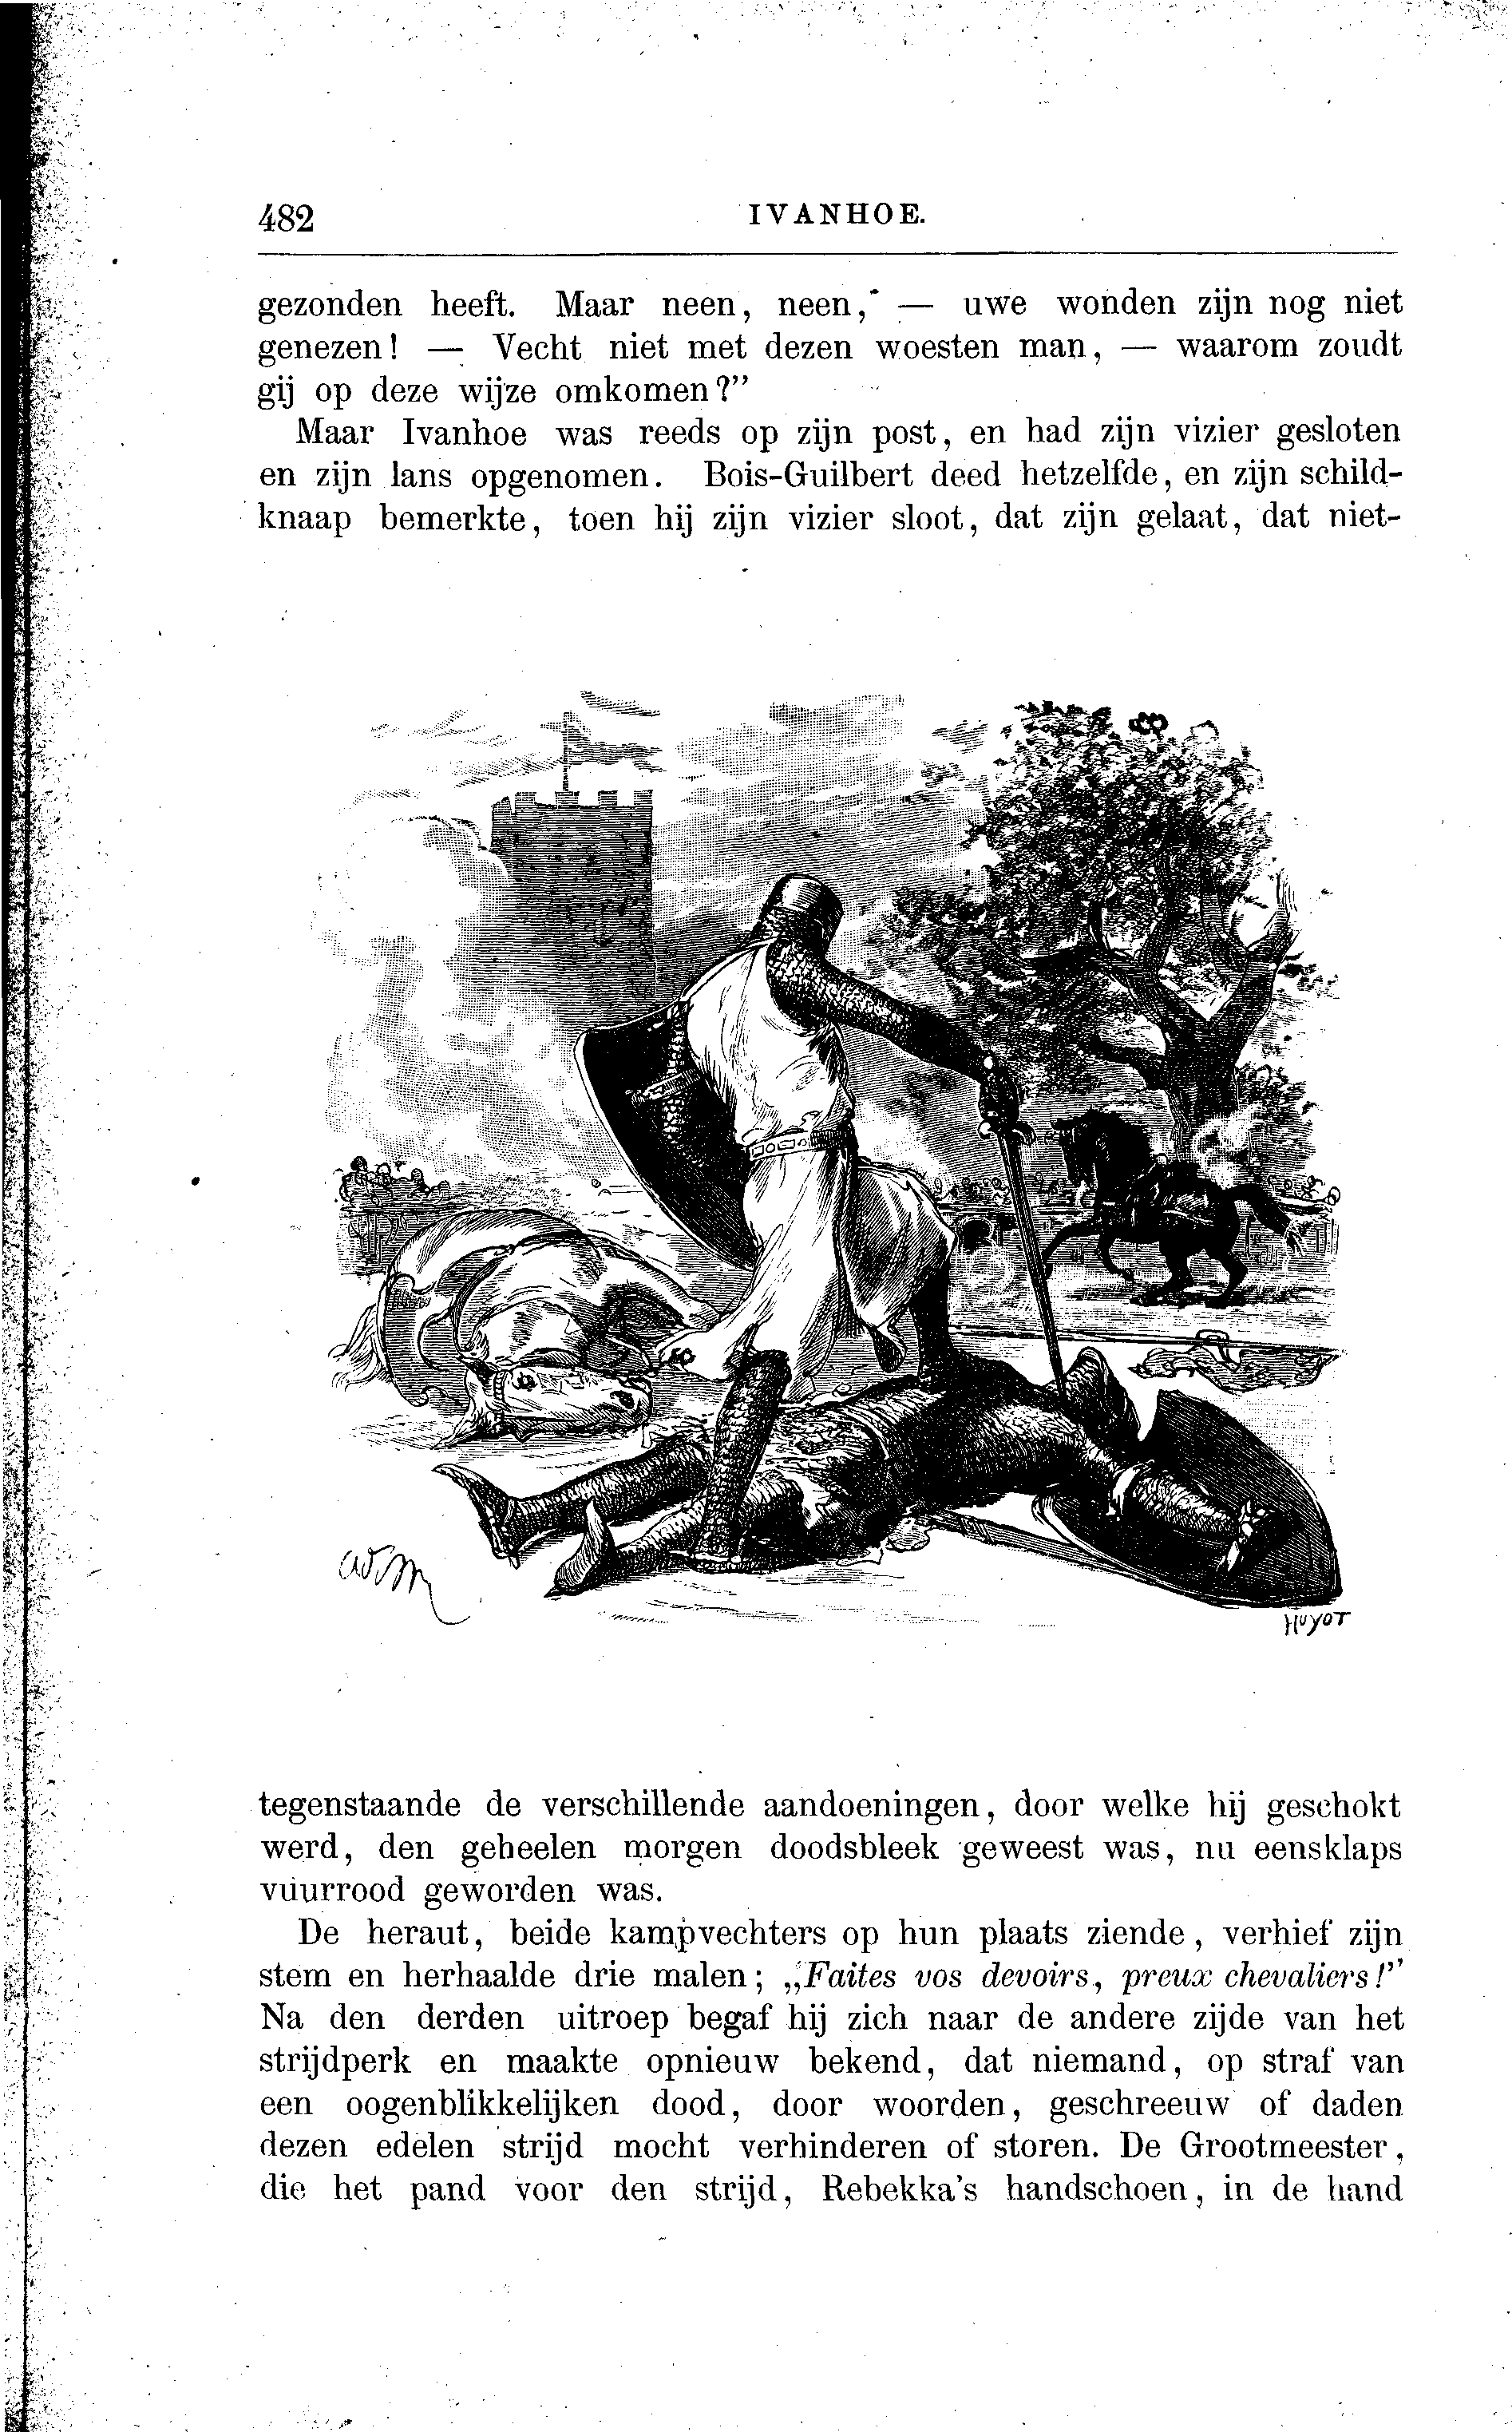 482
IVANHOE.
gezonden heeft. Maar neen, neen, — uwe wonden zijn nog niet
genezen! — Vecht niet met dezen woesten man, — waarom zoudt
gij op deze wijze omkomen?”
Maar Ivanhoe was reeds op zijn post, en had zijn vizier gesloten
en zijn lans opgenomen. Bois-Guilbert deed hetzelfde, en zijn schild-
knaap bemerkte, toen hij zijn vizier sloot, dat zijn gelaat, dat niet-
HUYOT
tegenstaande de verschillende aandoeningen, door welke hij geschokt
werd, den geheelen morgen doodsbleek geweest was, nu eensklaps
vuurrood geworden was.
De heraut, beide kampvechters op hun plaats ziende, verhief zijn
stem en herhaalde drie malen; „Faites vos devoirs, preux chevaliers!”
Na den derden uitroep begaf hij zich naar de andere zijde van het
strijdperk en maakte opnieuw bekend, dat niemand, op straf van
een oogenblikkelijken dood, door woorden, geschreeuw of daden
dezen edelen strijd mocht verhinderen of storen. De Grootmeester,
die het pand voor den strijd, Rebekka's handschoen, in de hand